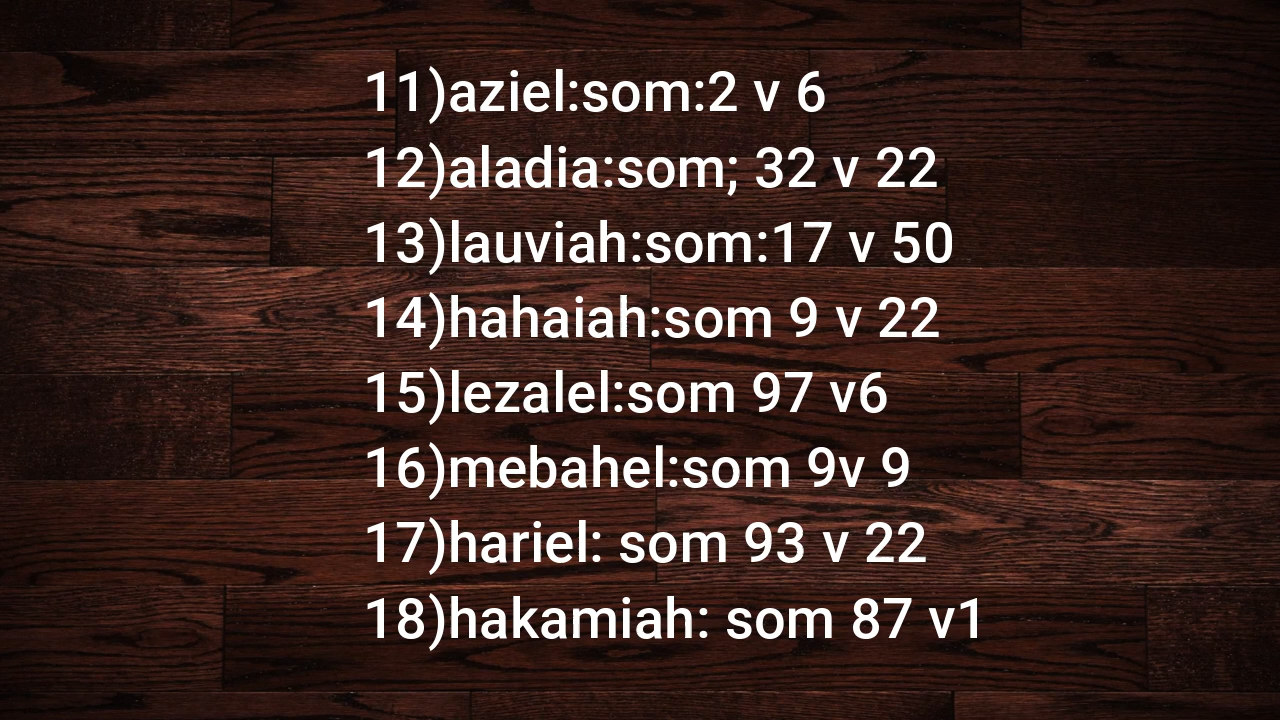 11)aziel:som:2 v 6
12)aladia:som; 32 v 22
13)lauviah:som:17 v 50
14)hahaiah:som 9 v 22
15)lezalel:som 97 v6
16)mebahel:som 9v 9
17)hariel: som 93 v 22
18)hakamiah: som 87 v1